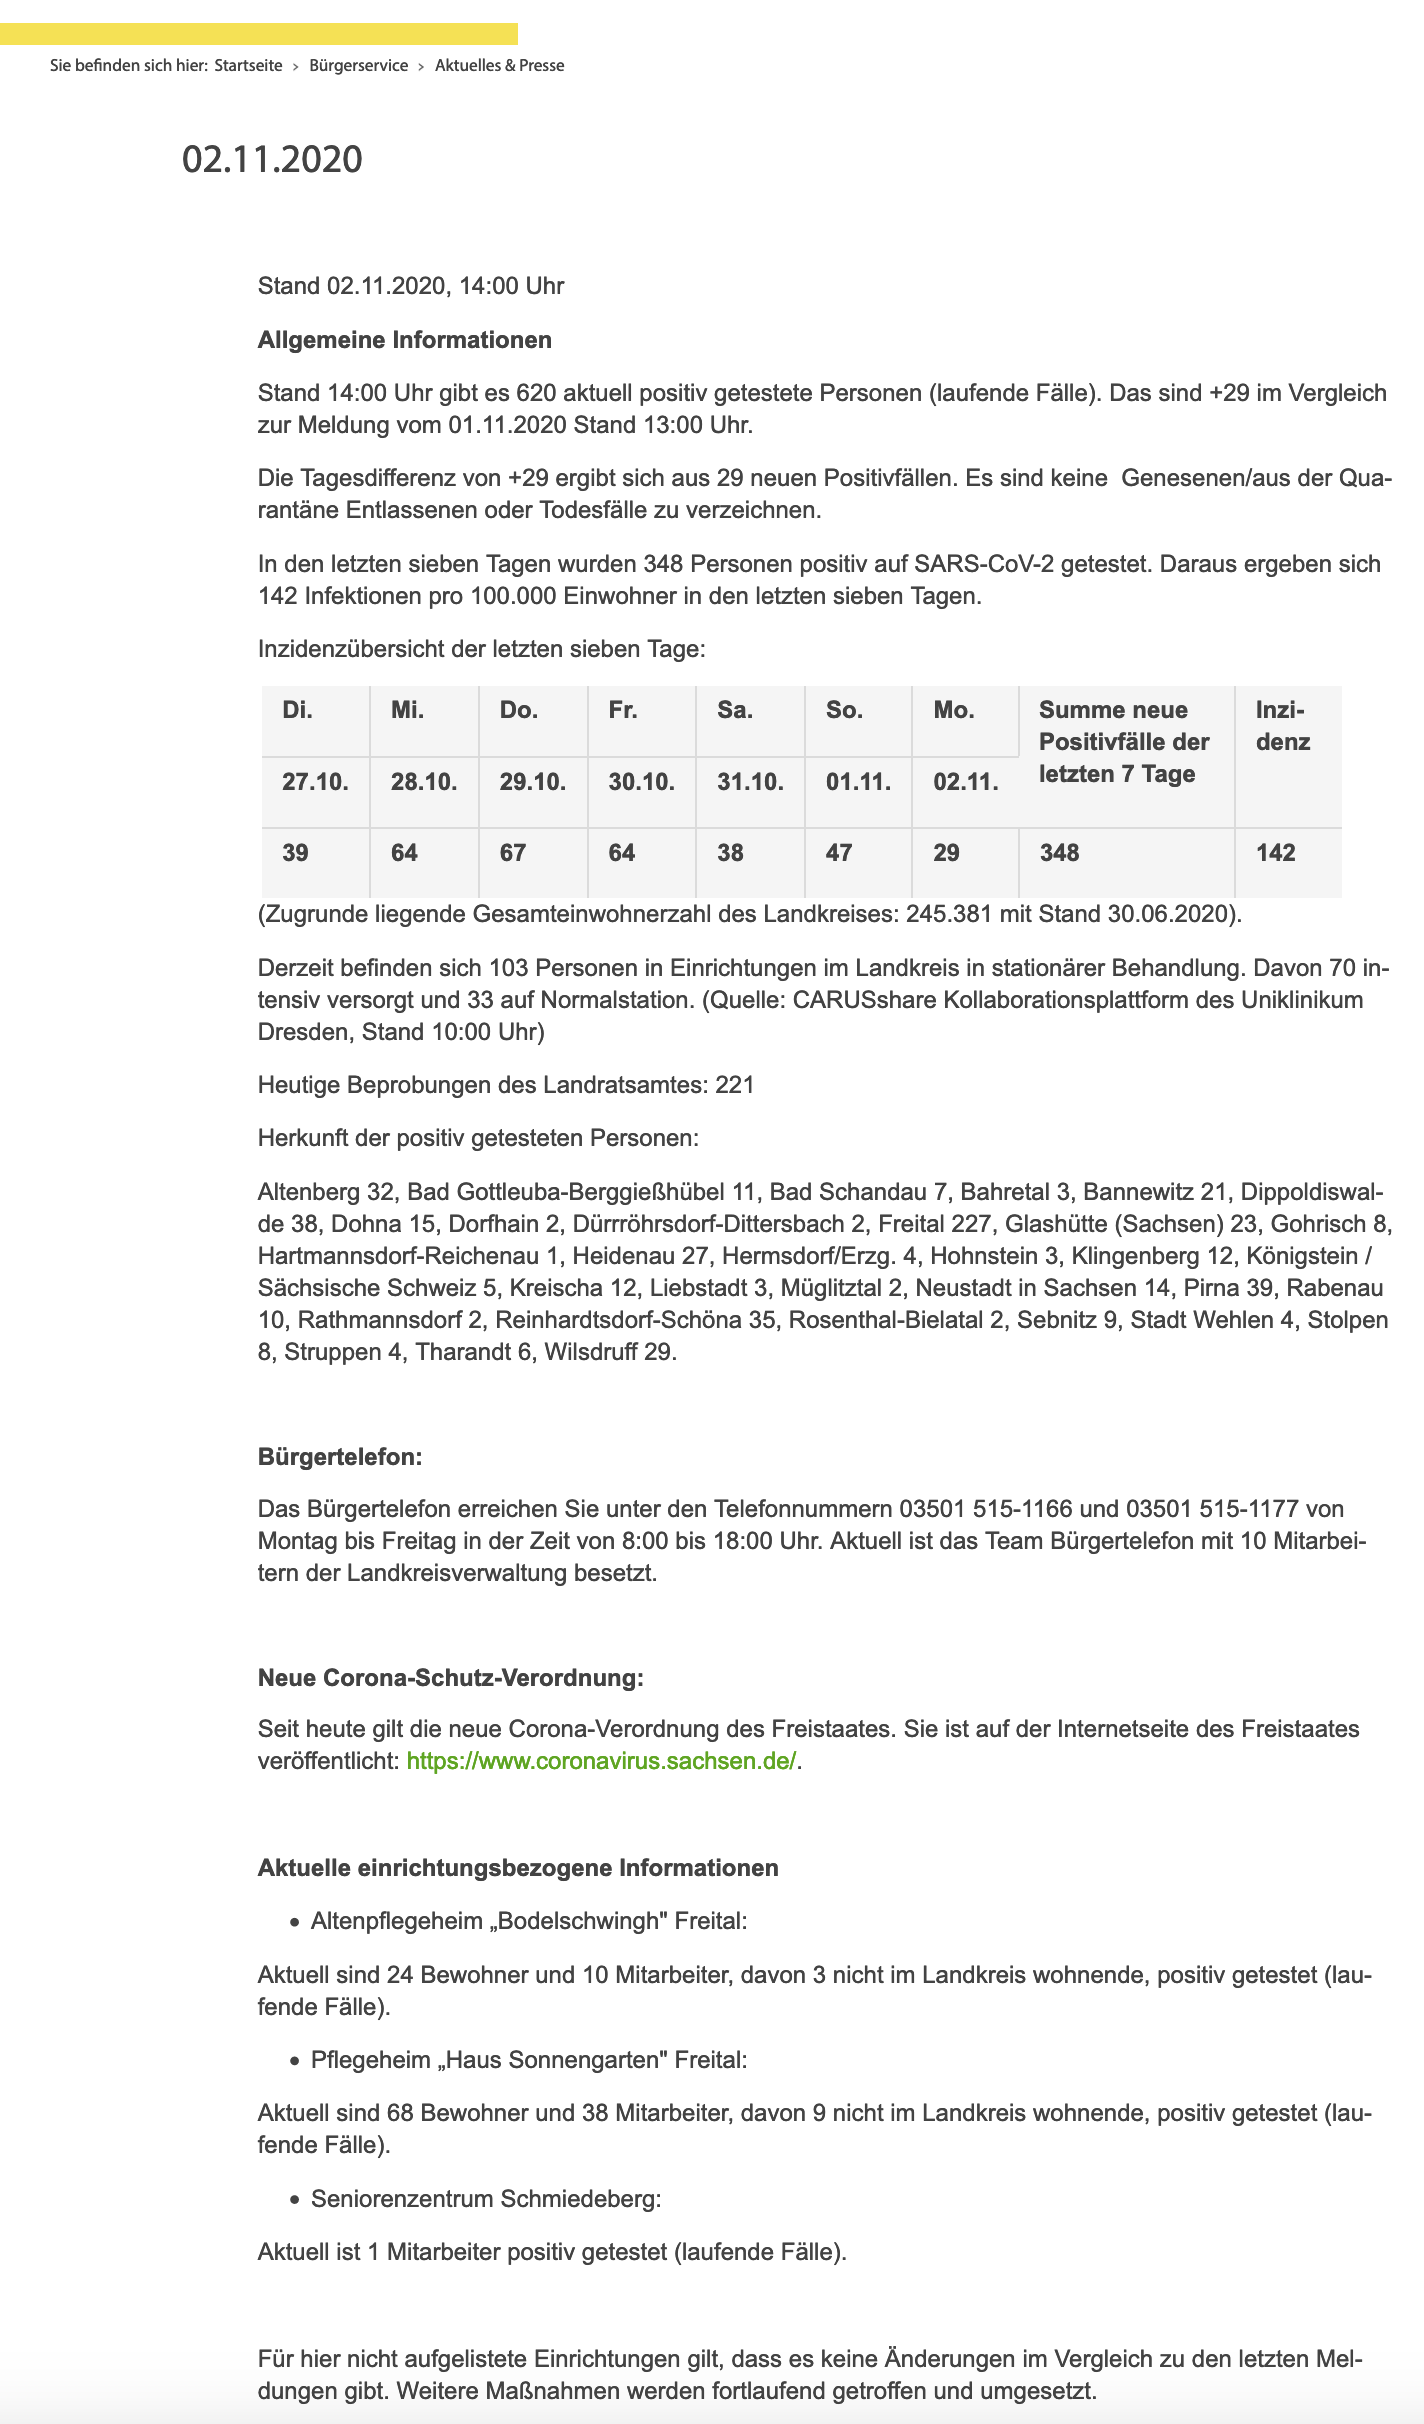 Sie befinden sich hier: Startseite › Bürgerservice › Aktuelles & Presse
02.11.2020
Stand 02.11.2020, 14:00 Uhr
Allgemeine Informationen
Stand 14:00 Uhr gibt es 620 aktuell positiv getestete Personen (laufende Fälle). Das sind +29 im Vergleich
zur Meldung vom 01.11.2020 Stand 13:00 Uhr.
Die Tagesdifferenz von +29 ergibt sich aus 29 neuen Positivfällen. Es sind keine  Genesenen/aus der Qua-
rantäne Entlassenen oder Todesfälle zu verzeichnen.
In den letzten sieben Tagen wurden 348 Personen positiv auf SARS-CoV-2 getestet. Daraus ergeben sich
142 Infektionen pro 100.000 Einwohner in den letzten sieben Tagen.
Inzidenzübersicht der letzten sieben Tage:
Di. Mi. Do. Fr. Sa. So. Mo. Summe neue Inzi-
Positivfälle der denz
letzten 7 Tage
27.10. 28.10. 29.10. 30.10. 31.10. 01.11. 02.11.
39 64 67 64 38 47 29 348 142
(Zugrunde liegende Gesamteinwohnerzahl des Landkreises: 245.381 mit Stand 30.06.2020).
Derzeit befinden sich 103 Personen in Einrichtungen im Landkreis in stationärer Behandlung. Davon 70 in-
tensiv versorgt und 33 auf Normalstation. (Quelle: CARUSshare Kollaborationsplattform des Uniklinikum
Dresden, Stand 10:00 Uhr)
Heutige Beprobungen des Landratsamtes: 221
Herkunft der positiv getesteten Personen:
Altenberg 32, Bad Gottleuba-Berggießhübel 11, Bad Schandau 7, Bahretal 3, Bannewitz 21, Dippoldiswal-
de 38, Dohna 15, Dorfhain 2, Dürrröhrsdorf-Dittersbach 2, Freital 227, Glashütte (Sachsen) 23, Gohrisch 8,
Hartmannsdorf-Reichenau 1, Heidenau 27, Hermsdorf/Erzg. 4, Hohnstein 3, Klingenberg 12, Königstein /
Sächsische Schweiz 5, Kreischa 12, Liebstadt 3, Müglitztal 2, Neustadt in Sachsen 14, Pirna 39, Rabenau
10, Rathmannsdorf 2, Reinhardtsdorf-Schöna 35, Rosenthal-Bielatal 2, Sebnitz 9, Stadt Wehlen 4, Stolpen
8, Struppen 4, Tharandt 6, Wilsdruff 29.
Bürgertelefon:
Das Bürgertelefon erreichen Sie unter den Telefonnummern 03501 515-1166 und 03501 515-1177 von
Montag bis Freitag in der Zeit von 8:00 bis 18:00 Uhr. Aktuell ist das Team Bürgertelefon mit 10 Mitarbei-
tern der Landkreisverwaltung besetzt.
Neue Corona-Schutz-Verordnung:
Seit heute gilt die neue Corona-Verordnung des Freistaates. Sie ist auf der Internetseite des Freistaates
veröffentlicht: https://www.coronavirus.sachsen.de/.
Aktuelle einrichtungsbezogene Informationen
• Altenpflegeheim „Bodelschwingh" Freital:
Aktuell sind 24 Bewohner und 10 Mitarbeiter, davon 3 nicht im Landkreis wohnende, positiv getestet (lau-
fende Fälle).
• Pflegeheim „Haus Sonnengarten" Freital:
Aktuell sind 68 Bewohner und 38 Mitarbeiter, davon 9 nicht im Landkreis wohnende, positiv getestet (lau-
fende Fälle).
• Seniorenzentrum Schmiedeberg:
Aktuell ist 1 Mitarbeiter positiv getestet (laufende Fälle).
Für hier nicht aufgelistete Einrichtungen gilt, dass es keine Änderungen im Vergleich zu den letzten Mel-
dungen gibt. Weitere Maßnahmen werden fortlaufend getroffen und umgesetzt.